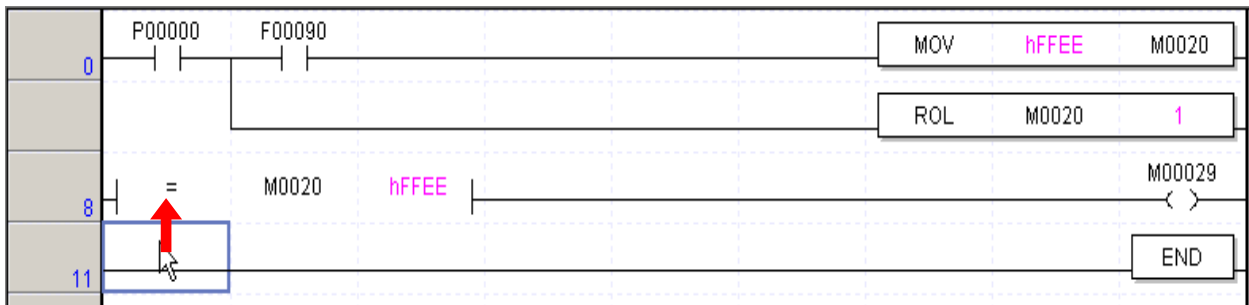 P00000 F00090
0 MOV hFFEE M0020
ROL M0020 1
M00029
8 = M0020 hFFEE
11 END